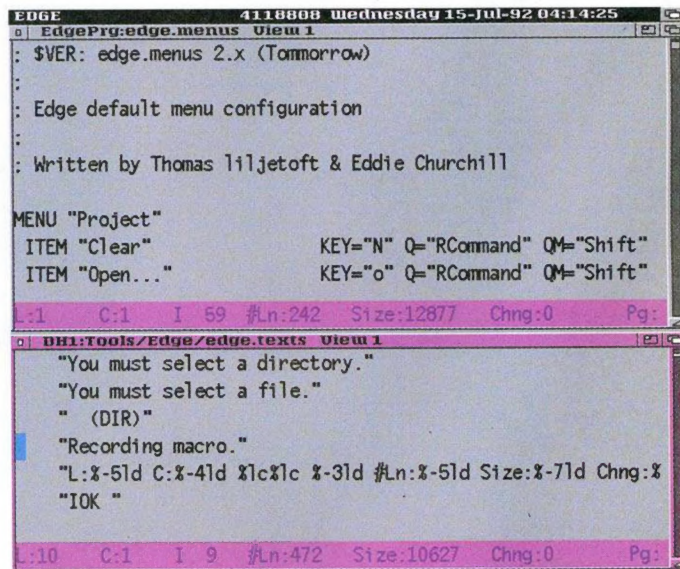 EDGE 4118808 Wednesday 15-Jul-92 04:14:25
EdgePrg:edge.menus View 1
; $VER: edge.menus 2.x (Tommorrow)
;
; Edge default menu configuration
;
; Written by Thomas liljetoft & Eddie Churchill
MENU "Project"
ITEM "Clear" KEY="N" Q="RCommand" QM="Shift"
ITEM "Open..." KEY="o" Q="RCommand" QM="Shift"
L:1 C:1 I 59 #Ln:242 Size:12877 Chng:0 Pg:
DH1:Tools/Edge/edge.texts View 1
"You must select a directory."
"You must select a file."
" (DIR)"
"Recording macro."
"L:%-5ld C:%-4ld %lc%lc %-3ld #Ln:%-5ld Size:%-7ld Chng:%
"IOK "
L:10 C:1 I 9 #Ln:472 Size:10627 Chng:0 Pg: